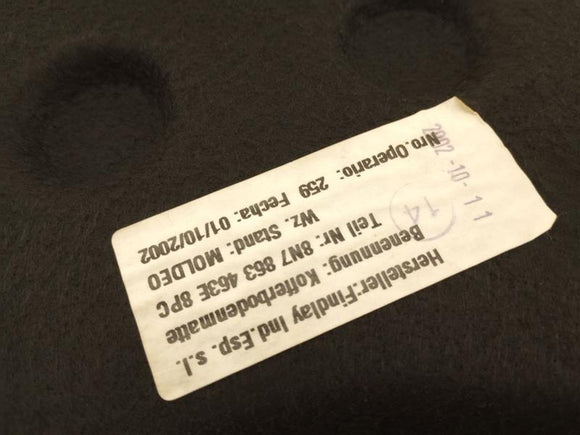 Hersteller:Findlay Ind.Esp. s.l.
Benennung: Kofferbodenmatte
Teil Nr: 8N7 863 463E 8PC
Wz. Stand: MOLDEO
Nro.Operario: 259 Fecha: 01/10/2002
14
2002-10-11